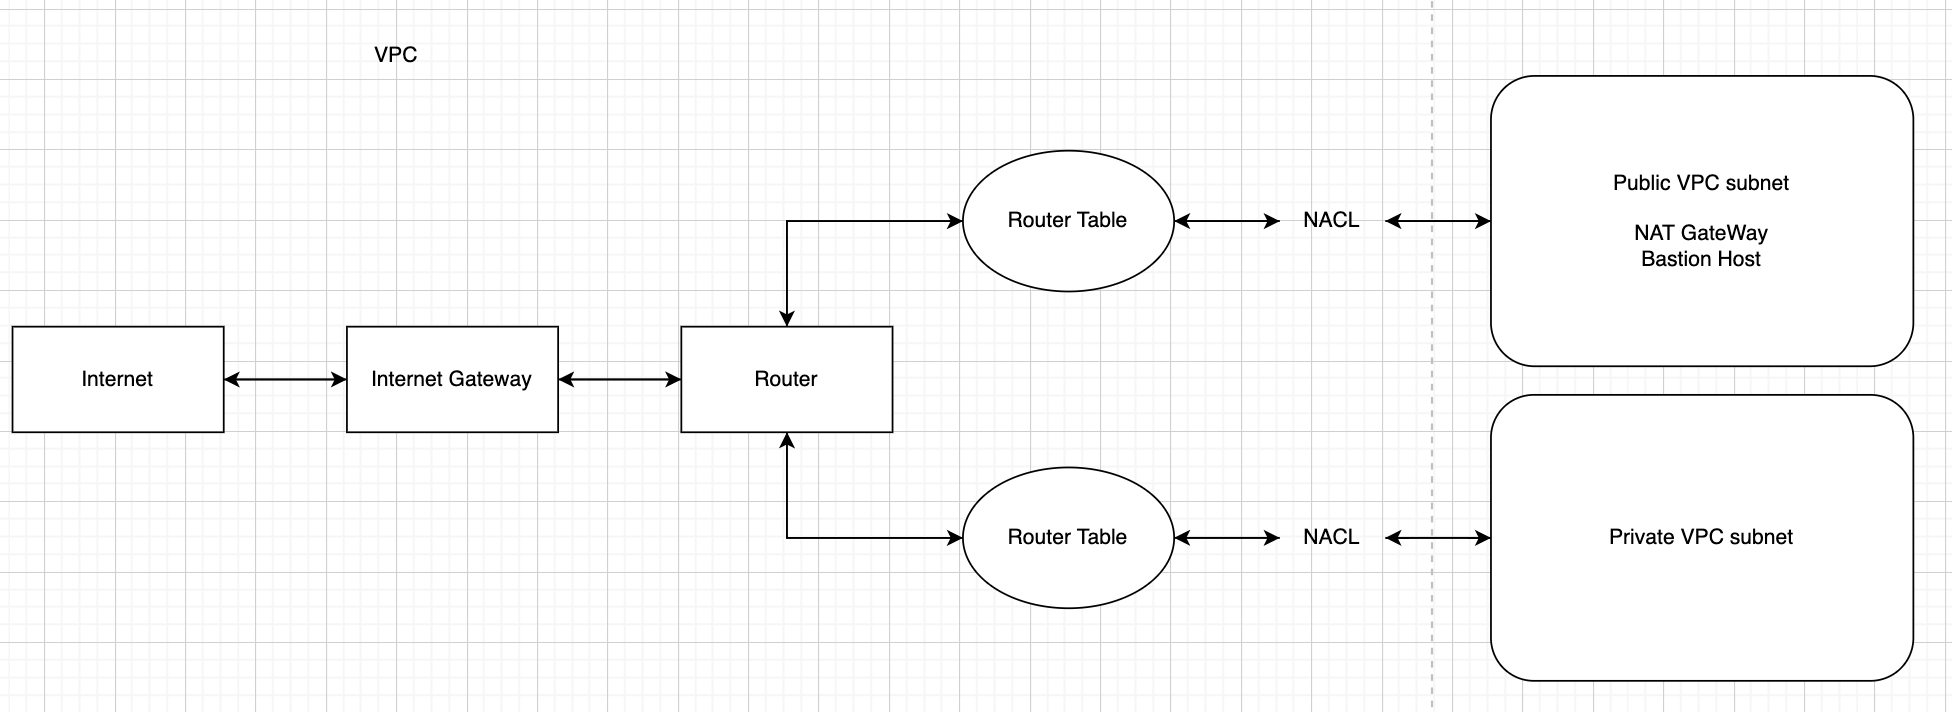 VPC
Router Table
NACL
Public VPC subnet
NAT GateWay
Bastion Host
Internet
Internet Gateway
Router
Router Table
NACL
Private VPC subnet